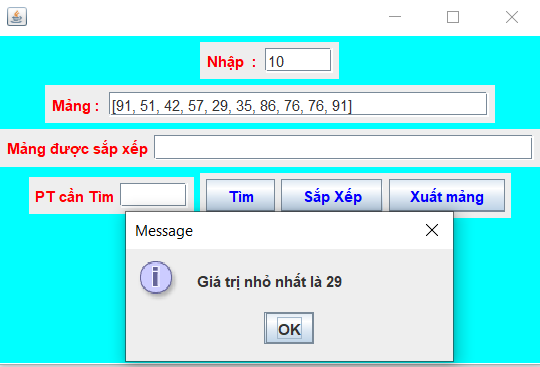 Nhập : 10
Mảng : [91, 51, 42, 57, 29, 35, 86, 76, 76, 91]
Mảng được sắp xếp
PT cần Tìm Tìm Sắp Xếp Xuất mảng
Message
Giá trị nhỏ nhất là 29
OK